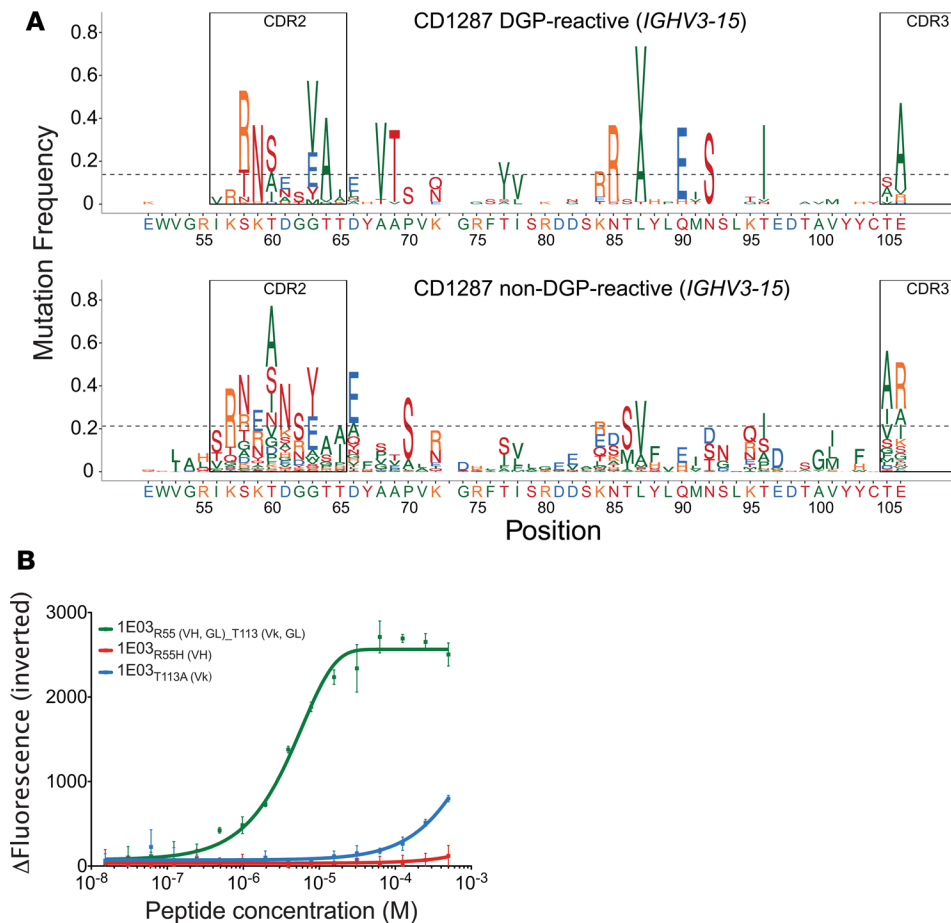 A
CD1287 DGP-reactive (IGHV3-15)
CDR2
CDR3
0.8
0.6
0.4
0.2
0
EWVGRIKSKTDGGTTDYAAPVK GRFTISRDDSKNTLYLQMNSLKTEDTAVYYCTE
55 60 65 70 75 80 85 90 95 100 105
Mutation Frequency
CD1287 non-DGP-reactive (IGHV3-15)
CDR2
CDR3
0.8
0.6
0.4
0.2
0
EWVGRIKSKTDGGTTDYAAPVK GRFTISRDDSKNTLYLQMNSLKTEDTAVYYCTE
55 60 65 70 75 80 85 90 95 100 105
Position
B
3000
2000
1000
0
ΔFluorescence (inverted)
1E03R55 (VH, GL)_T113 (Vk, GL)
1E03R55H (VH)
1E03T113A (Vk)
10-8 10-7 10-6 10-5 10-4 10-3
Peptide concentration (M)